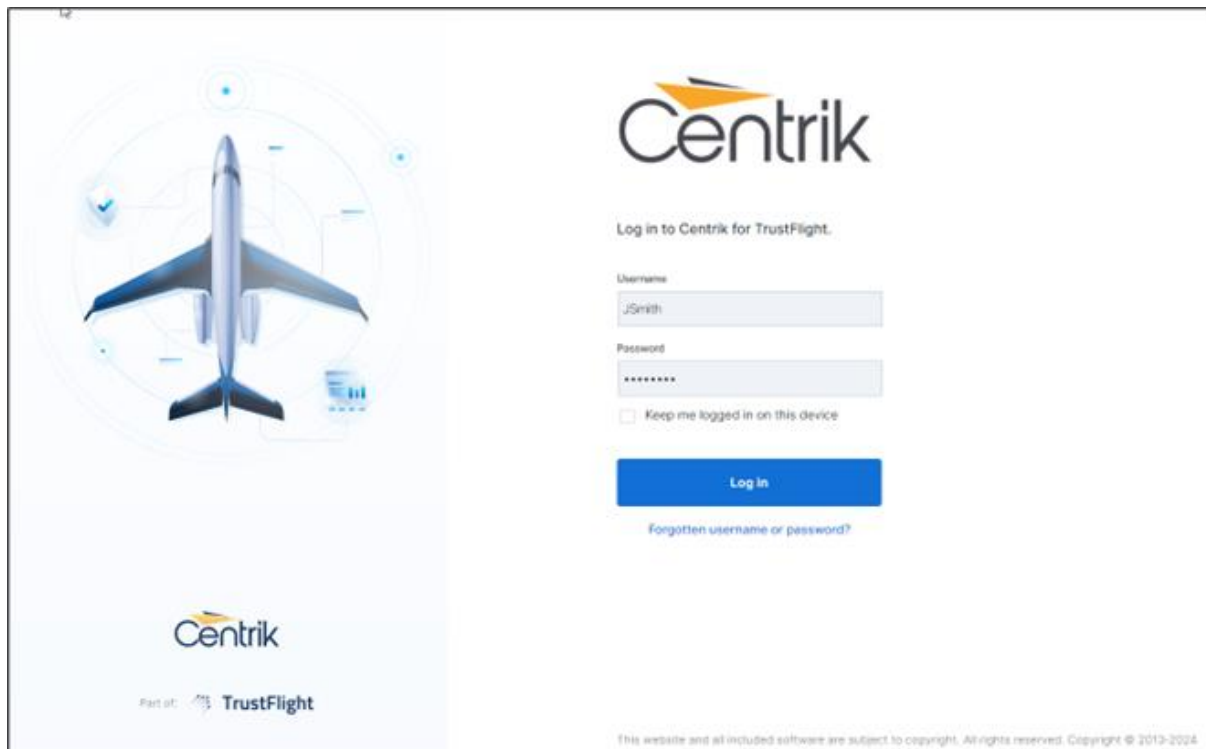 Centrik
Part of: TrustFlight
Centrik
Log in to Centrik for TrustFlight.
Username
JSmith
Password
••••••••
Keep me logged in on this device
Log in
Forgotten username or password?
This website and all included software are subject to copyright. All rights reserved. Copyright © 2013-2024